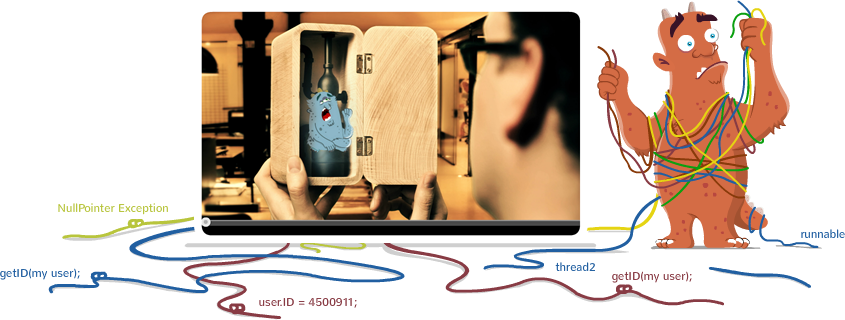 NullPointer Exception
runnable
thread2
getID(my user);
getID(my user);
user.ID = 4500911;